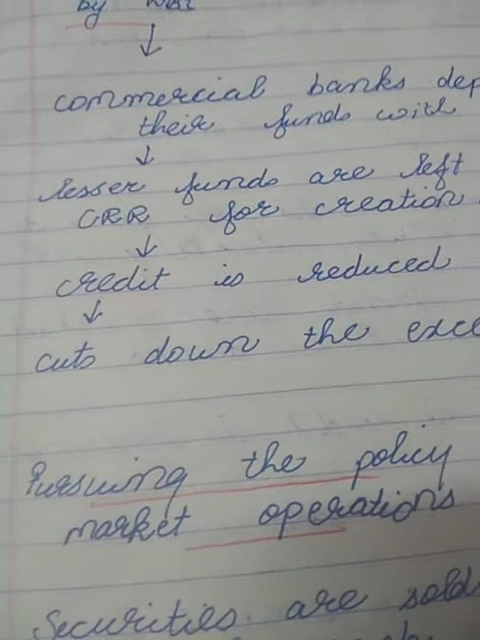 by
↓
commercial banks dep
their funds with
↓
lesser funds are left
CRR for creation
↓
credit is reduced
↓
cuts down the exce
Pursuing the policy
market operations
Securities are sold